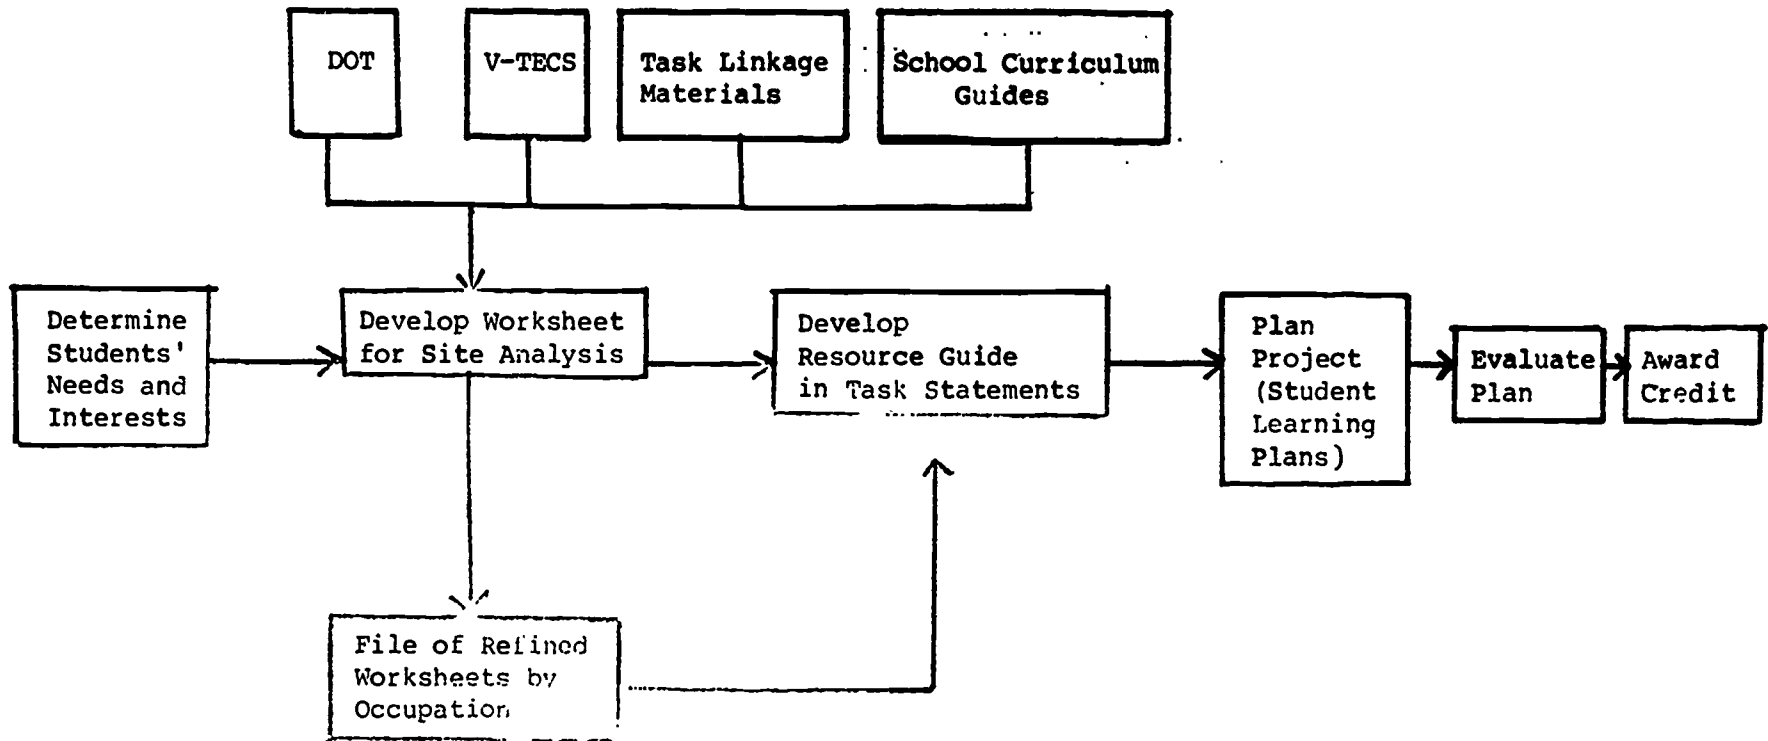 DOT
V-TECS
Task Linkage
Materials
School Curriculum
Guides
Determine
Students'
Needs and
Interests
Develop Worksheet
for Site Analysis
Develop
Resource Guide
in Task Statements
Plan
Project
(Student
Learning
Plans)
Evaluate
Plan
Award
Credit
File of Refined
Worksheets by
Occupation